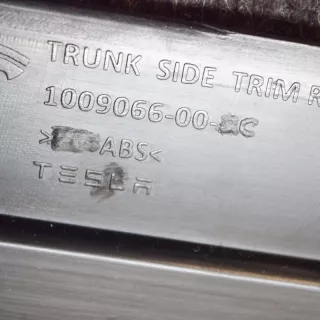 TRUNK SIDE TRIM R
1009066-00-
ABS<
TESLA